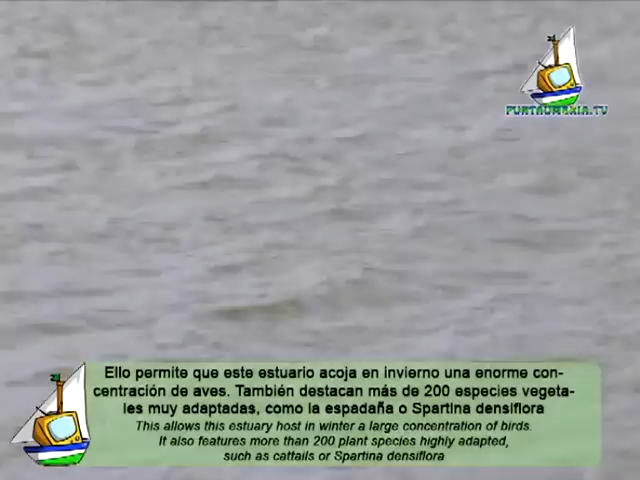 PUNTAUMBRIA.TV
Ello permite que este estuario acoja en invierno una enorme con-
centración de aves. También destacan más de 200 especies vegeta-
les muy adaptadas, como la espadaña o Spartina densiflora
This allows this estuary host in winter a large concentration of birds.
It also features more than 200 plant species highly adapted,
such as cattails or Spartina densiflora